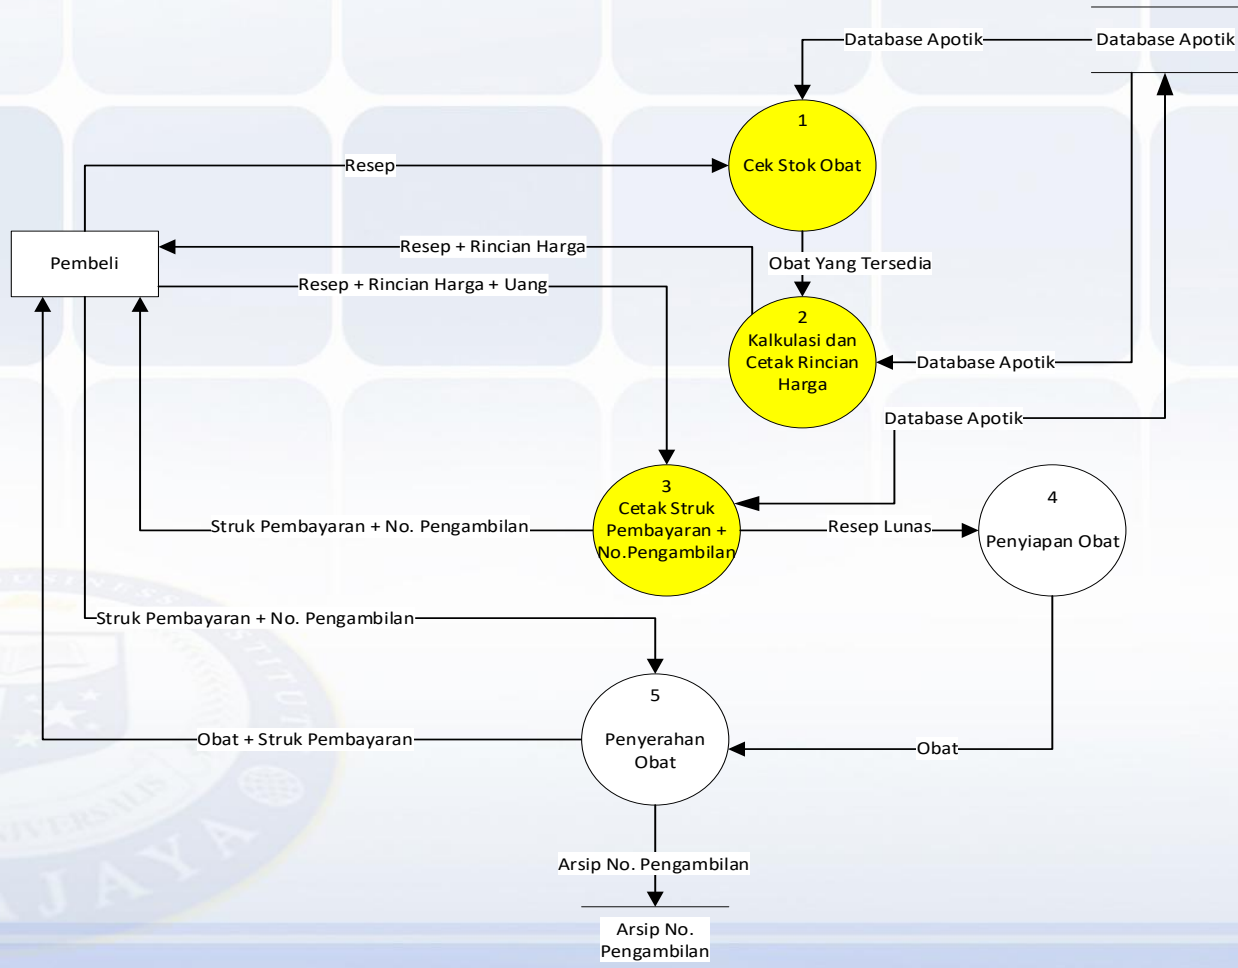 Database Apotik
Database Apotik
1
Cek Stok Obat
Resep
Resep + Rincian Harga
Obat Yang Tersedia
Pembeli
Resep + Rincian Harga + Uang
2
Kalkulasi dan
Cetak Rincian
Harga
Database Apotik
Database Apotik
3
Cetak Struk
Pembayaran +
No.Pengambilan
Struk Pembayaran + No. Pengambilan
Resep Lunas
4
Penyiapan Obat
Struk Pembayaran + No. Pengambilan
5
Penyerahan
Obat
Obat + Struk Pembayaran
Obat
Arsip No. Pengambilan
Arsip No.
Pengambilan
JAYA